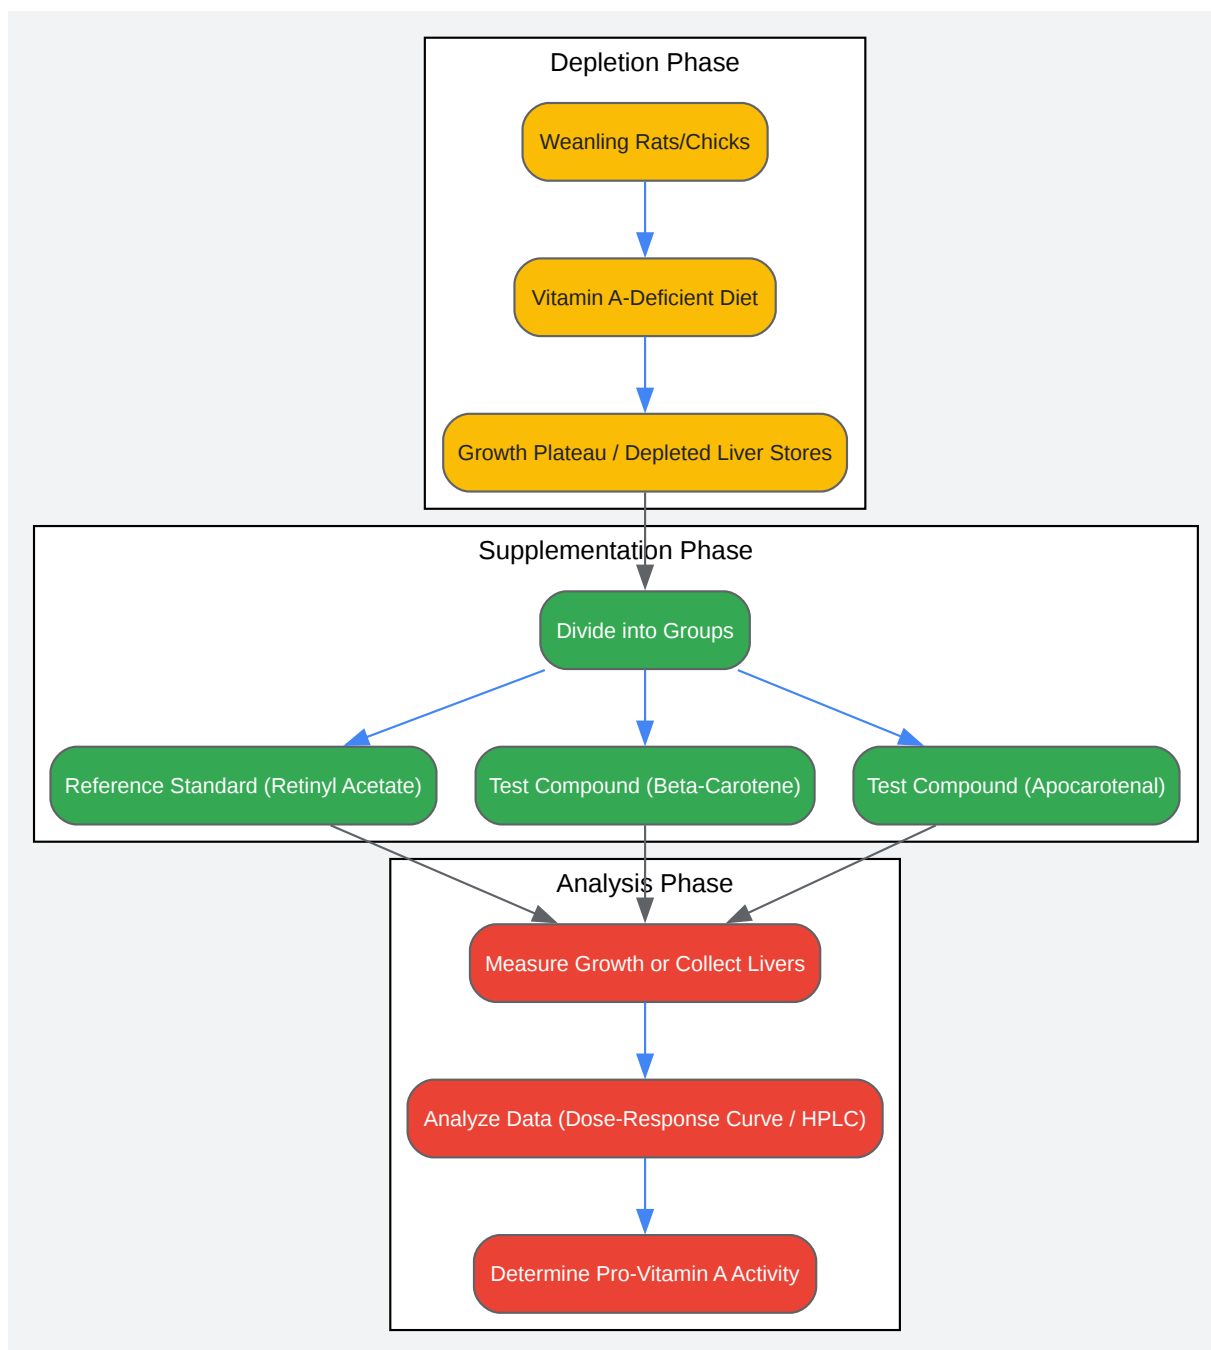 Depletion Phase
Weanling Rats/Chicks
Vitamin A-Deficient Diet
Growth Plateau / Depleted Liver Stores
Supplementation Phase
Divide into Groups
Reference Standard (Retinyl Acetate)
Test Compound (Beta-Carotene)
Test Compound (Apocarotenal)
Analysis Phase
Measure Growth or Collect Livers
Analyze Data (Dose-Response Curve / HPLC)
Determine Pro-Vitamin A Activity